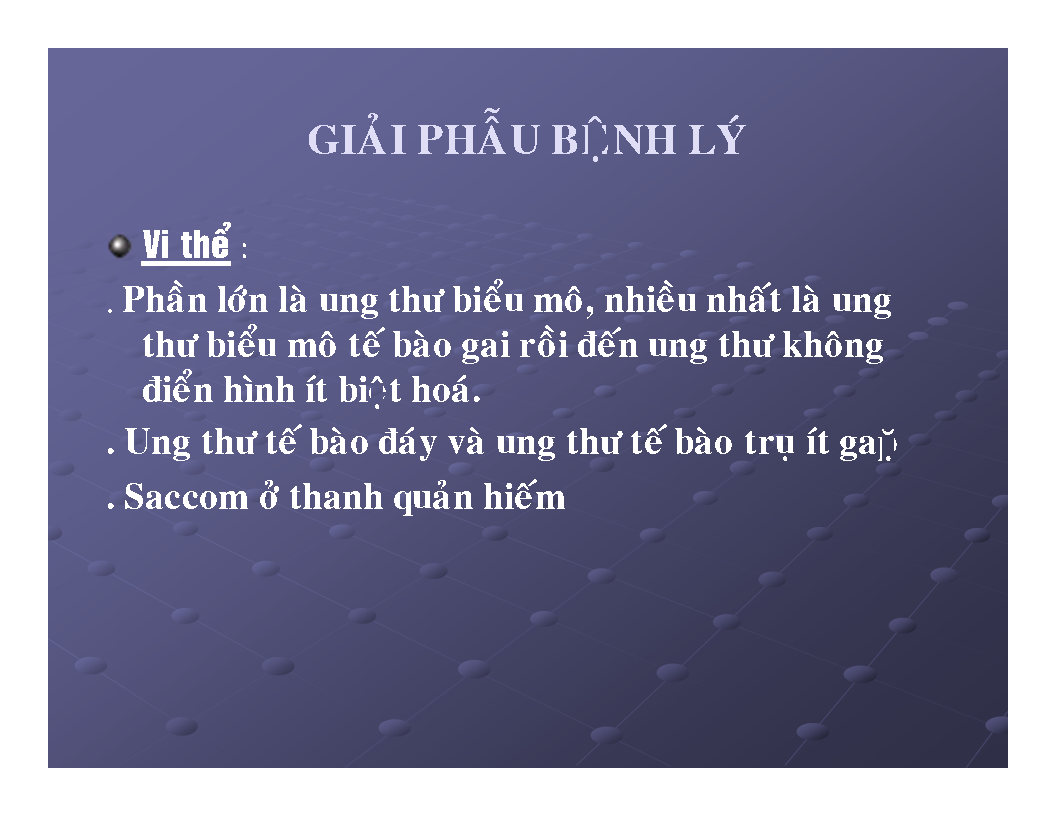 GIẢI PHẪU BỆNH LÝ
Vi thể :
. Phần lớn là ung thư biểu mô, nhiều nhất là ung
thư biểu mô tế bào gai rồi đến ung thư không
điển hình ít biệt hoá.
. Ung thư tế bào đáy và ung thư tế bào trụ ít gặp
. Saccom ở thanh quản hiếm